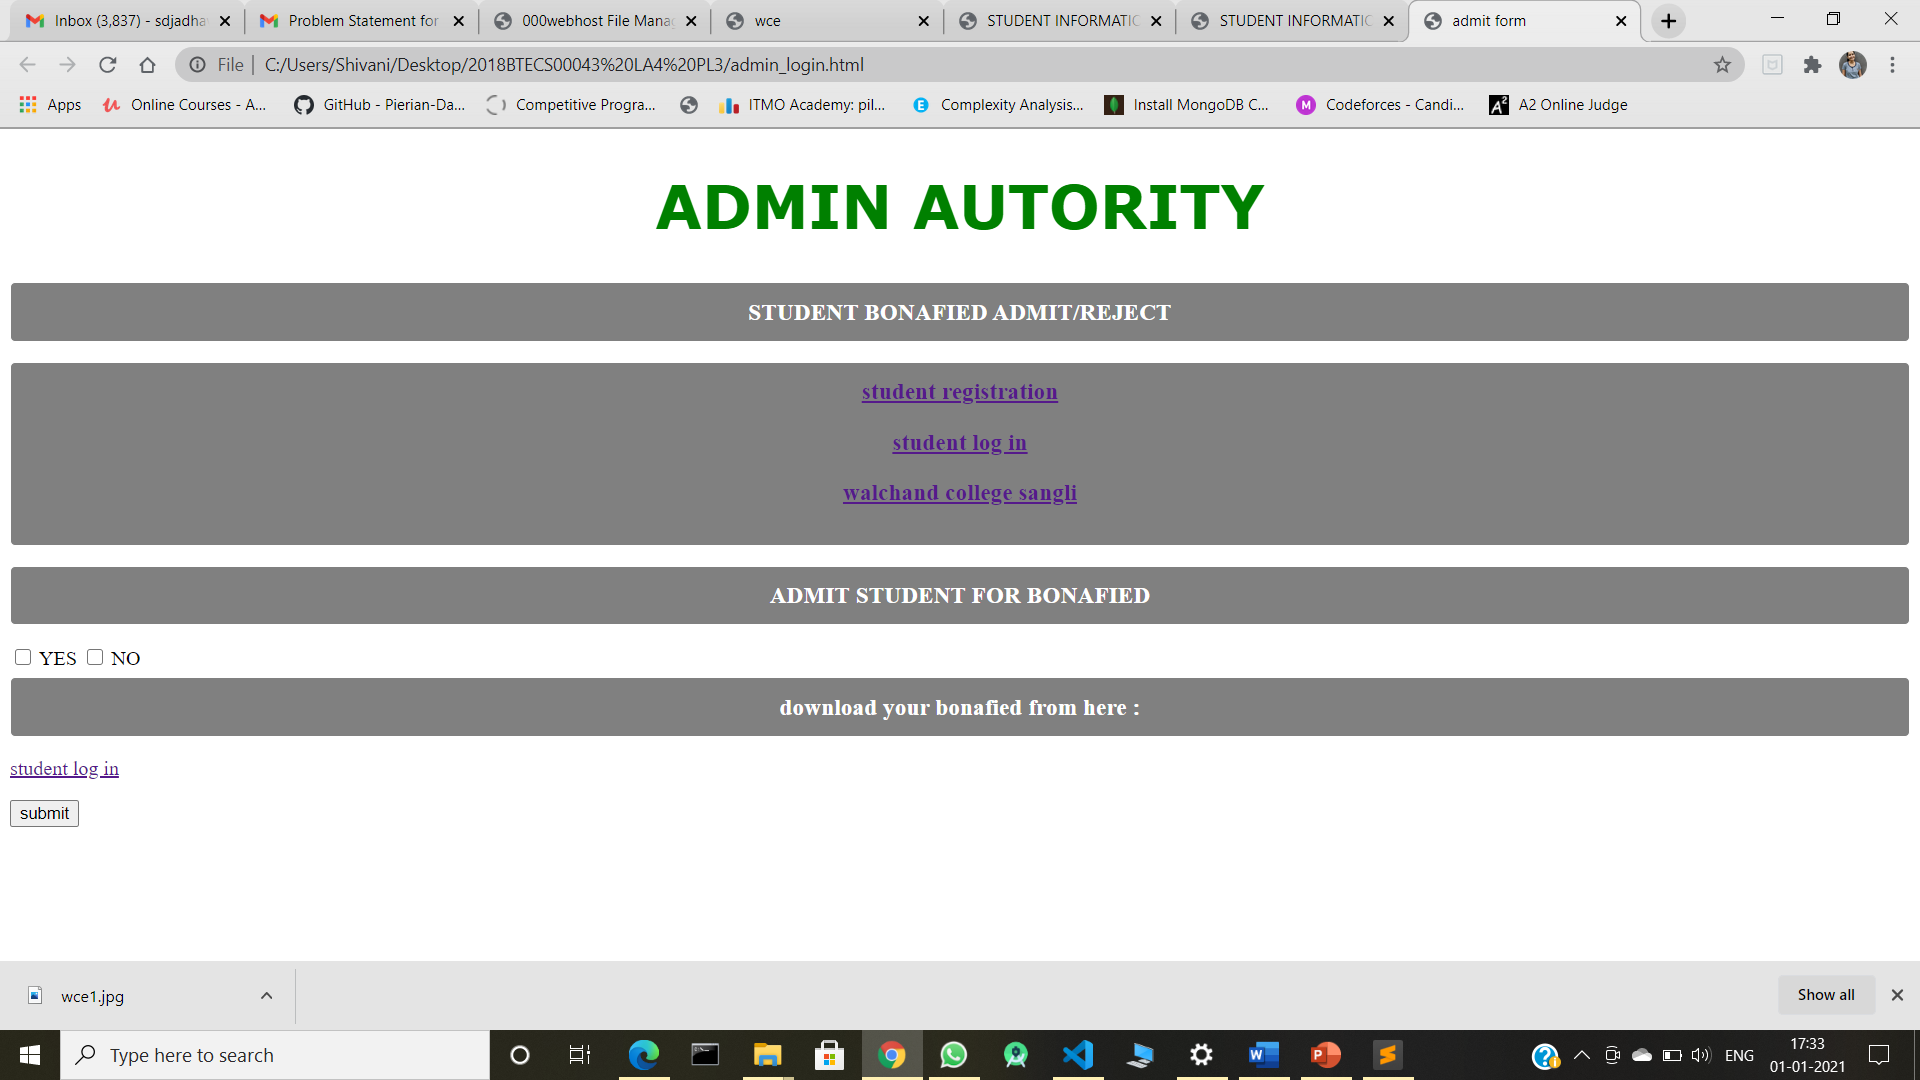 Inbox (3,837) - sdjadha
Problem Statement for
000webhost File Mana
wce
STUDENT INFORMATIC
STUDENT INFORMATIC
admit form
File | C:/Users/Shivani/Desktop/2018BTECS00043%20LA4%20PL3/admin_login.html
Apps
Online Courses - A...
GitHub - Pierian-Da...
Competitive Progra...
ITMO Academy: pil...
E
Complexity Analysis...
Install MongoDB C...
M
Codeforces - Candi...
A2
A2 Online Judge
ADMIN AUTORITY
STUDENT BONAFIED ADMIT/REJECT
student registration
student log in
walchand college sangli
ADMIT STUDENT FOR BONAFIED
YES NO
download your bonafied from here :
student log in
submit
wce1.jpg
Show all
Type here to search
ENG
17:33
01-01-2021